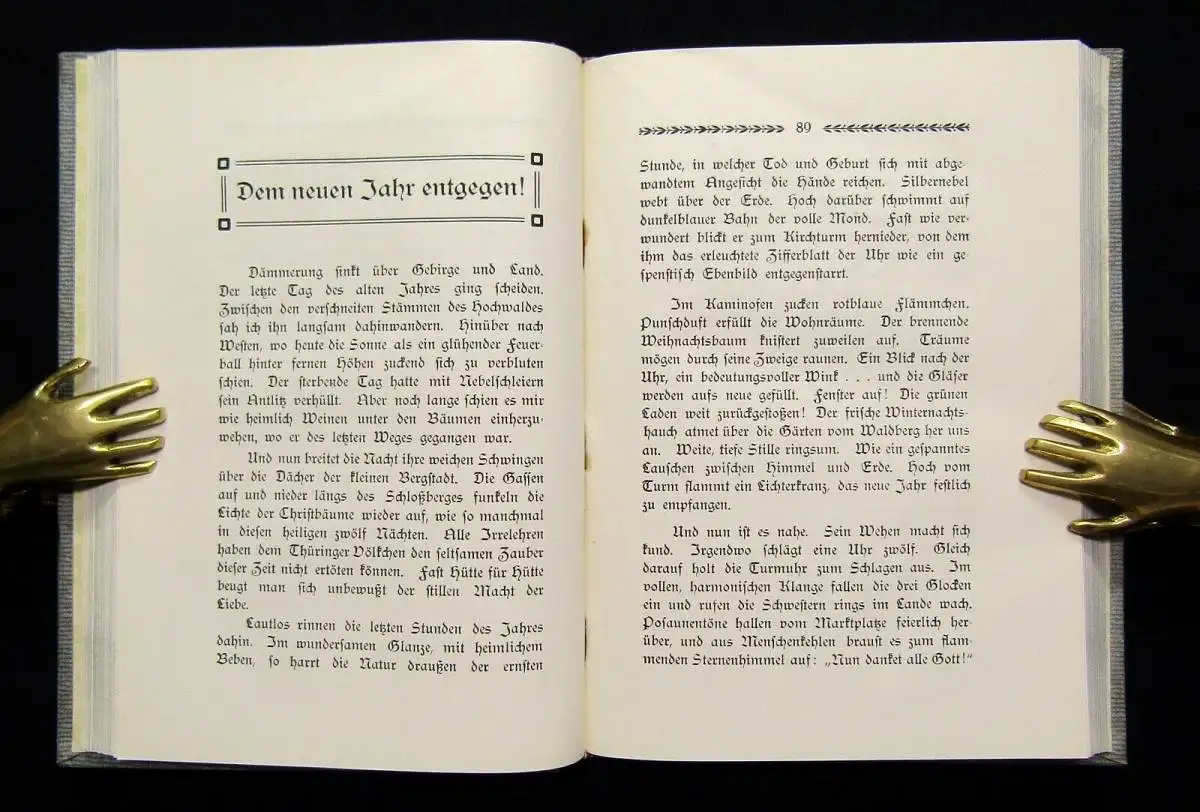 Dem neuen Jahr entgegen!
Dämmerung sinkt über Gebirge und Land.
Der letzte Tag des alten Jahres ging scheiden.
Zwischen den verschneiten Stämmen des Hochwaldes
sah ich ihn langsam dahinwandern. Hinüber nach
Westen, wo heute die Sonne als ein glühender Feuer-
ball hinter fernen Höhen zuckend sich zu verbluten
schien. Der sterbende Tag hatte mit Nebelschleiern
sein Antlitz verhüllt. Aber noch lange schien es mir
wie heimlich Weinen unter den Bäumen einherzu-
wehen, wo er des letzten Weges gegangen war.
Und nun breitet die Nacht ihre weichen Schwingen
über die Dächer der kleinen Bergstadt. Die Gassen
auf und nieder längs des Schloßberges funkeln die
Lichte der Christbäume wieder auf, wie so manchmal
in diesen heiligen zwölf Nächten. Alle Irrelehren
haben dem Thüringer Völkchen den seltsamen Zauber
dieser Zeit nicht ertöten können. Fast Hütte für Hütte
beugt man sich unbewußt der stillen Macht der
Liebe.
Lautlos rinnen die letzten Stunden des Jahres
dahin. Im wundersamen Glanze, mit heimlichem
Beben, so harrt die Natur draußen der ernsten
89
Stunde, in welcher Tod und Geburt sich mit abge-
wandtem Angesicht die Hände reichen. Silbernebel
webt über der Erde. Hoch darüber schwimmt auf
dunkelblauer Bahn der volle Mond. Fast wie ver-
wundert blickt er zum Kirchturm hernieder, von dem
ihm das erleuchtete Zifferblatt der Uhr wie ein ge-
spenstisch Ebenbild entgegenstarrt.
Im Kaminofen zucken rotblaue Flämmchen.
Punschduft erfüllt die Wohnräume. Der brennende
Weihnachtsbaum knistert zuweilen auf. Träume
mögen durch seine Zweige raunen. Ein Blick nach der
Uhr, ein bedeutungsvoller Wink . . . und die Gläser
werden aufs neue gefüllt. Fenster auf! Die grünen
Laden weit zurückgestoßen! Der frische Winternachts-
hauch atmet über die Gärten vom Waldberg her uns
an. Weite, tiefe Stille ringsum. Wie ein gespanntes
Lauschen zwischen Himmel und Erde. Hoch vom
Turm flammt ein Lichterkranz, das neue Jahr festlich
zu empfangen.
Und nun ist es nahe. Sein Wehen macht sich
kund. Irgendwo schlägt eine Uhr zwölf. Gleich
darauf holt die Turmuhr zum Schlagen aus. Im
vollen, harmonischen Klange fallen die drei Glocken
ein und rufen die Schwestern rings im Lande wach.
Posaunentöne hallen vom Marktplatze feierlich her-
über, und aus Menschenkehlen braust es zum flam-
menden Sternenhimmel auf: „Nun danket alle Gott!"